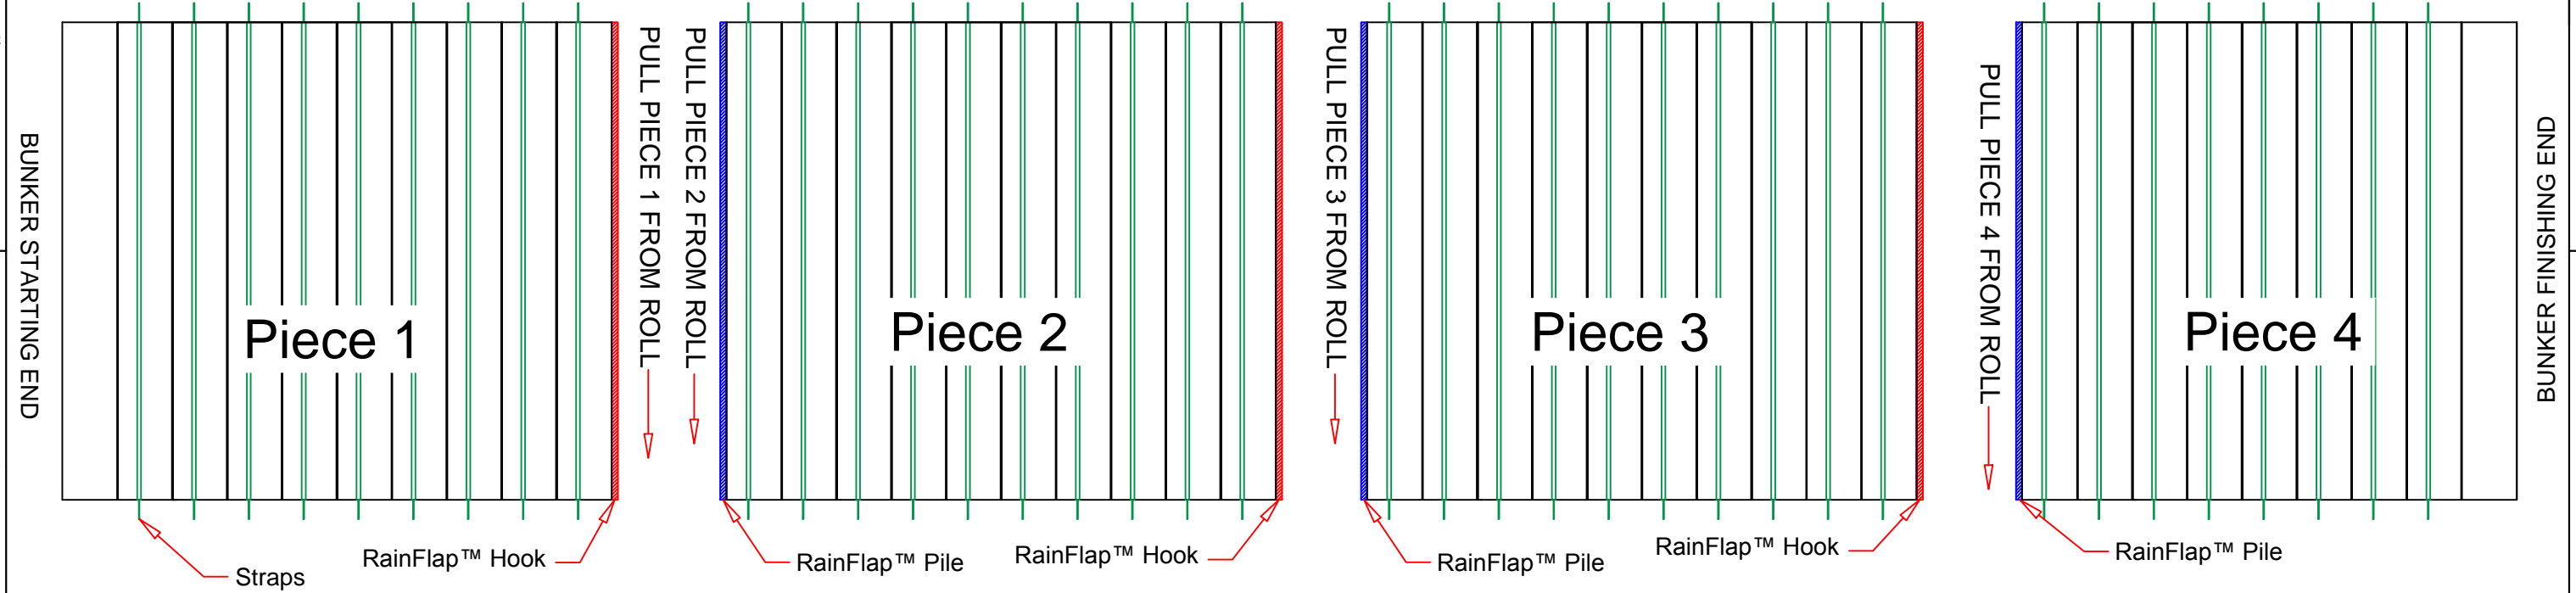 BUNKER STARTING END
Piece 1
Straps
RainFlap™ Hook
PULL PIECE 1 FROM ROLL
PULL PIECE 2 FROM ROLL
Piece 2
RainFlap™ Pile
RainFlap™ Hook
PULL PIECE 3 FROM ROLL
Piece 3
RainFlap™ Pile
RainFlap™ Hook
PULL PIECE 4 FROM ROLL
Piece 4
RainFlap™ Pile
BUNKER FINISHING END